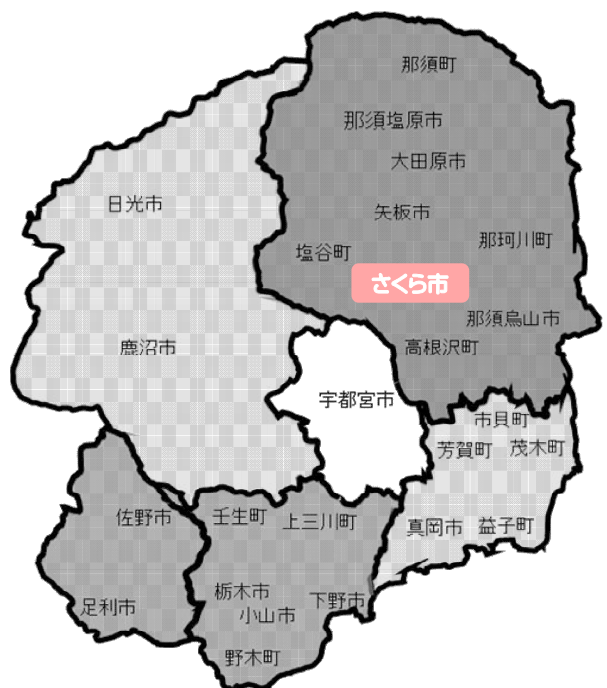 那須町
那須塩原市
大田原市
日光市
矢板市
那珂川町
塩谷町
さくら市
那須烏山市
鹿沼市
高根沢町
宇都宮市
市貝町
芳賀町
茂木町
佐野市
壬生町
上三川町
真岡市
益子町
栃木市
下野市
足利市
小山市
野木町